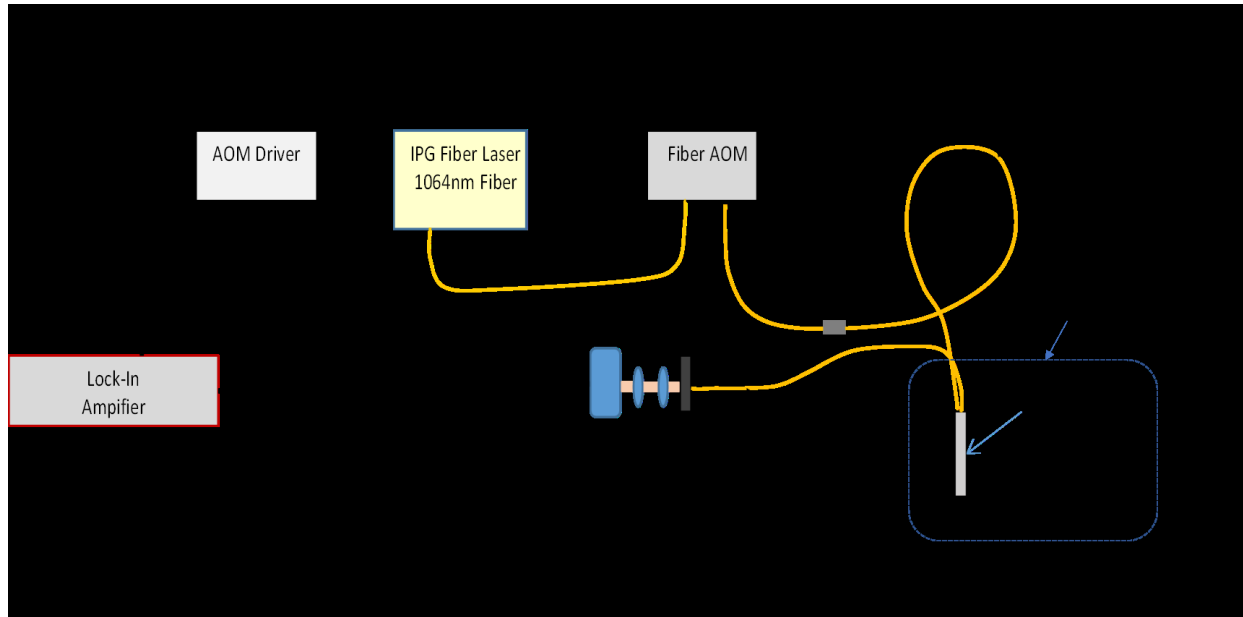 AOM Driver
IPG Fiber Laser
1064nm Fiber
Fiber AOM
Lock-In
Ampifier